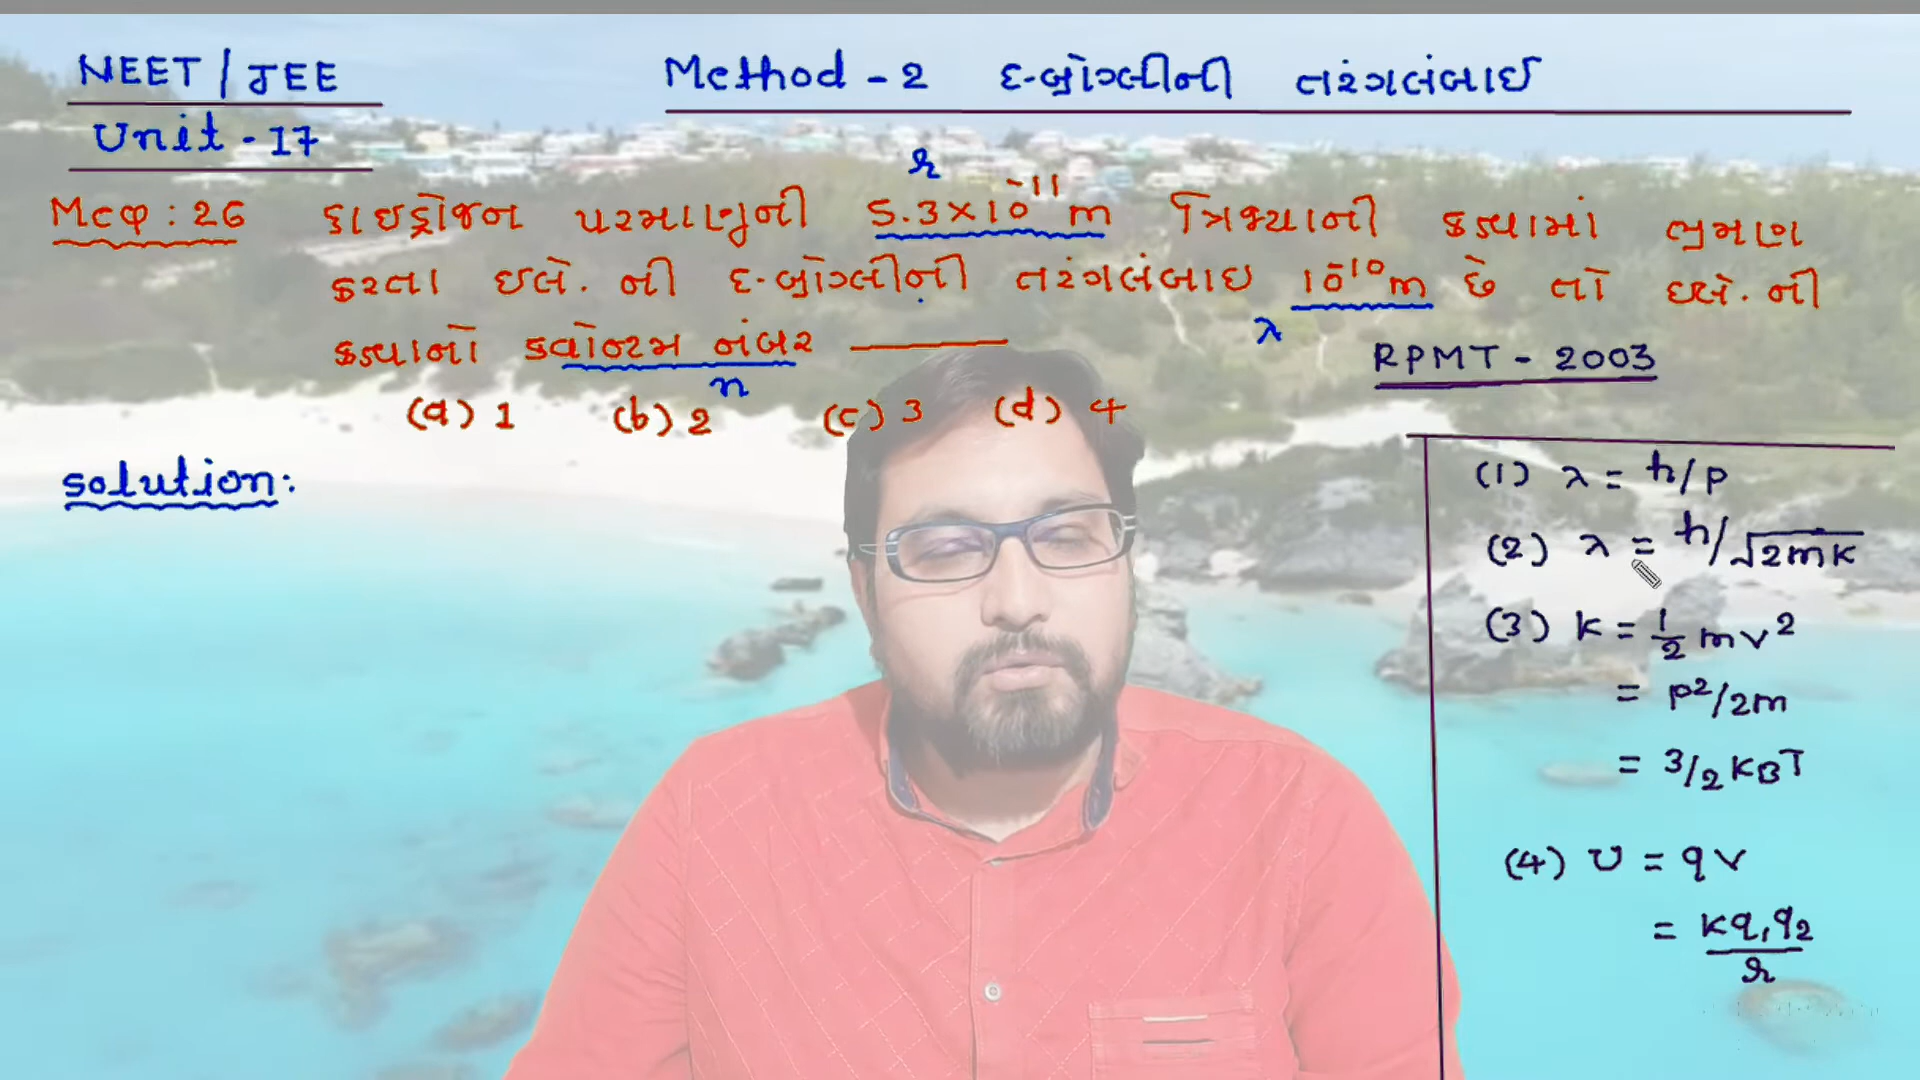 NEET / JEE
Method - 2 દ-બ્રોગ્લીની તરંગલંબાઈ
Unit - 17
r
MCQ : 26 હાઇડ્રોજન પરમાણુની 5.3×10⁻¹¹ m ત્રિજ્યાની કક્ષામાં ભ્રમણ
કરતા ઇલે. ની દ-બ્રોગ્લીની તરંગલંબાઇ 10⁻¹⁰ m છે તો ઇલે. ની
λ
કક્ષાનો ક્વોન્ટમ નંબર ______
RPMT - 2003
n
(a) 1 (b) 2 (c) 3 (d) 4
solution:
(1) λ = h/p
(2) λ = h/√2mk
(3) k = 1/2 mv²
= p²/2m
= 3/2 kBT
(4) U = qV
= kq₁q₂/r